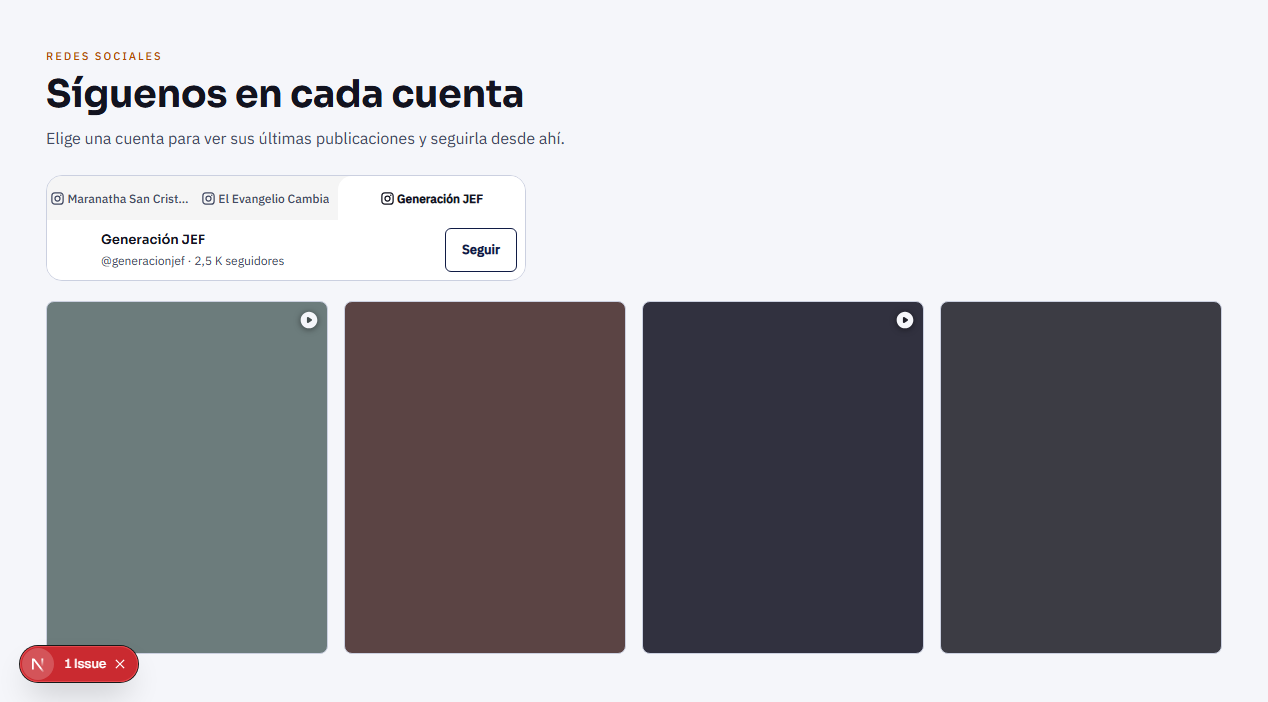 REDES SOCIALES
Síguenos en cada cuenta
Elige una cuenta para ver sus últimas publicaciones y seguirla desde ahí.
Maranatha San Crist...
El Evangelio Cambia
Generación JEF
Generación JEF
@generacionjef · 2,5 K seguidores
Seguir
N
1 Issue